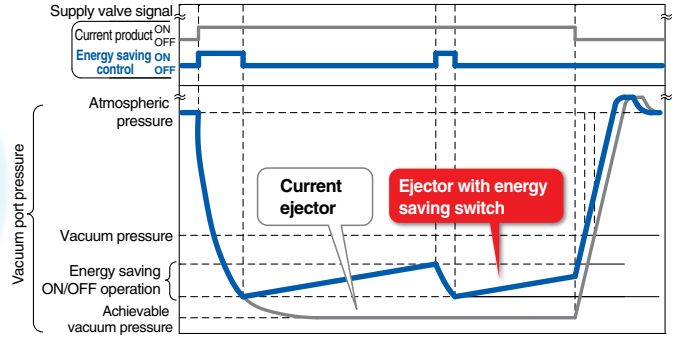 Supply valve signal
Current product ON
OFF
Energy saving ON
control OFF
Atmospheric
pressure
Vacuum port pressure
Current
ejector
Ejector with energy
saving switch
Vacuum pressure
Energy saving
ON/OFF operation
Achievable
vacuum pressure